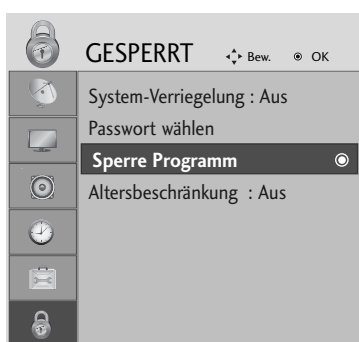 GESPERRT Bew. OK
System-Verriegelung : Aus
Passwort wählen
Sperre Programm
Altersbeschränkung : Aus